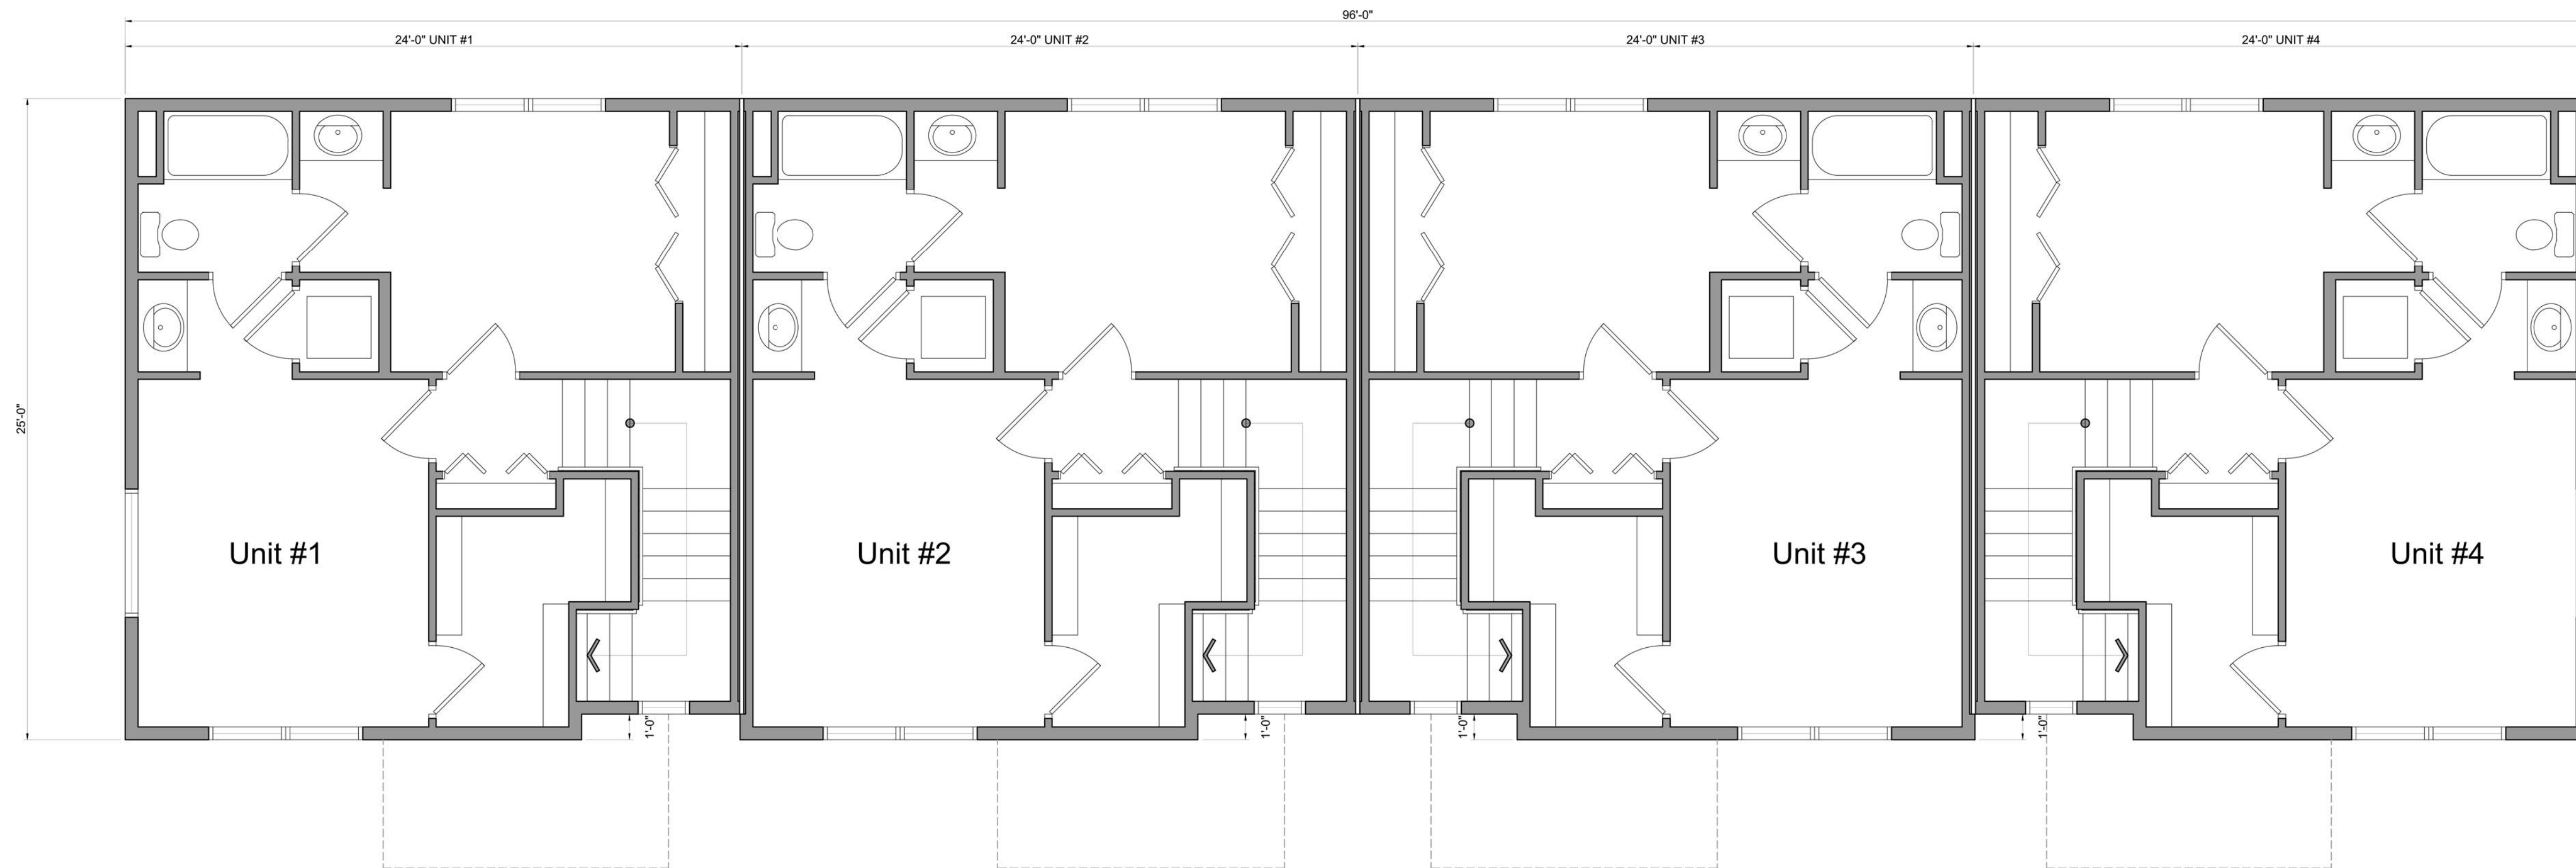 96'-0"
24'-0" UNIT #1
24'-0" UNIT #2
24'-0" UNIT #3
24'-0" UNIT #4
25'-0"
Unit #1
Unit #2
Unit #3
Unit #4
1'-0"
1'-0"
1'-0"
1'-0"